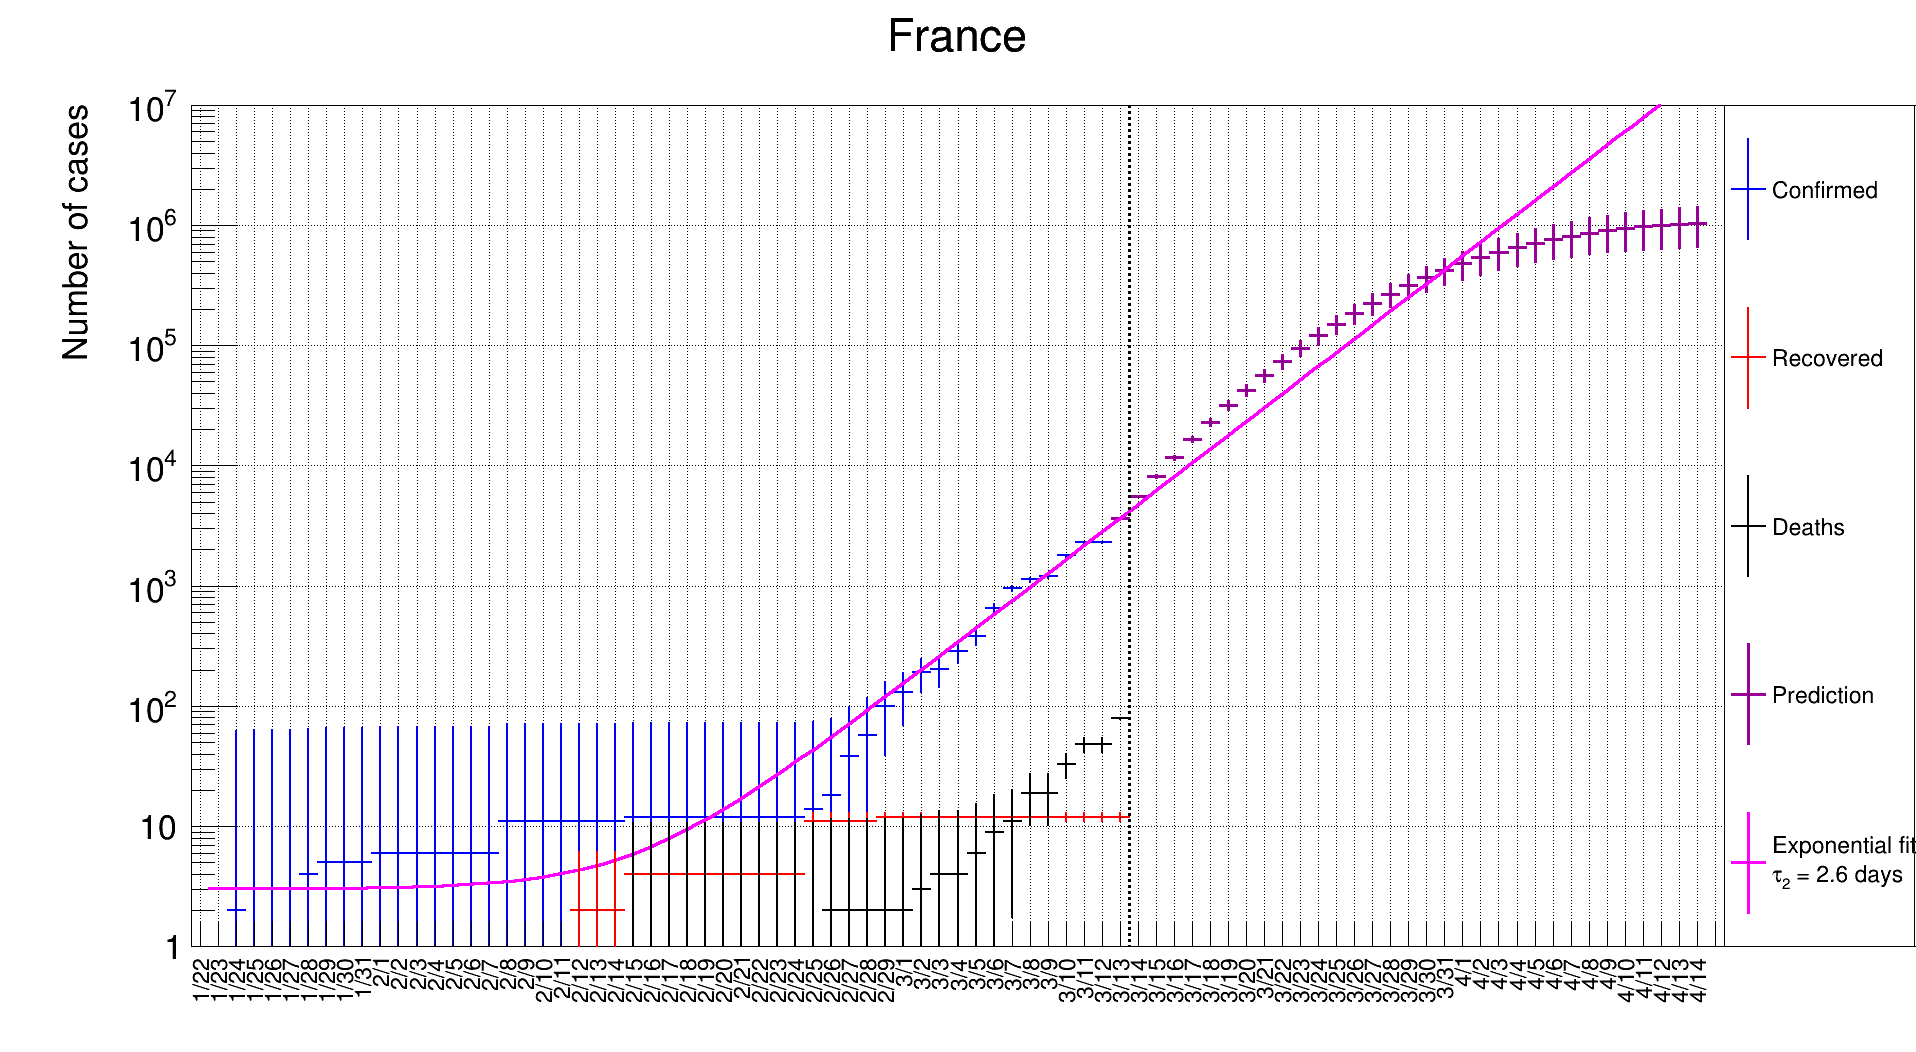 France
Number of cases
10^7
10^6
10^5
10^4
10^3
10^2
10
1
1/22 1/23 1/24 1/25 1/26 1/27 1/28 1/29 1/30 1/31 2/1 2/2 2/3 2/4 2/5 2/6 2/7 2/8 2/9 2/10 2/11 2/12 2/13 2/14 2/15 2/16 2/17 2/18 2/19 2/20 2/21 2/22 2/23 2/24 2/25 2/26 2/27 2/28 2/29 3/1 3/2 3/3 3/4 3/5 3/6 3/7 3/8 3/9 3/10 3/11 3/12 3/13 3/14 3/15 3/16 3/17 3/18 3/19 3/20 3/21 3/22 3/23 3/24 3/25 3/26 3/27 3/28 3/29 3/30 3/31 4/1 4/2 4/3 4/4 4/5 4/6 4/7 4/8 4/9 4/10 4/11 4/12 4/13 4/14
Confirmed
Recovered
Deaths
Prediction
Exponential fit
τ₂ = 2.6 days